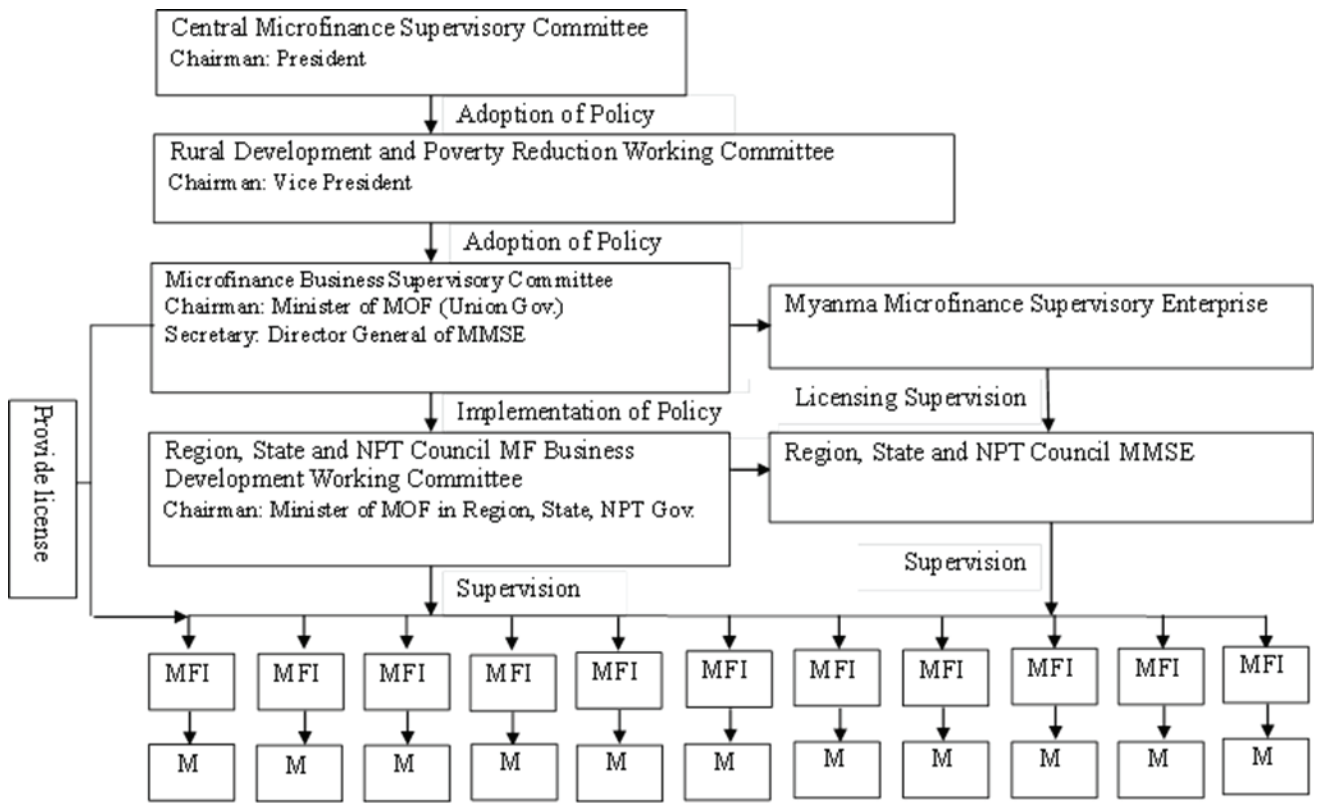 Central Microfinance Supervisory Committee
Chairman: President
Adoption of Policy
Rural Development and Poverty Reduction Working Committee
Chairman: Vice President
Adoption of Policy
Microfinance Business Supervisory Committee
Chairman: Minister of MOF (Union Gov.)
Secretary: Director General of MMSE
Myanma Microfinance Supervisory Enterprise
Provide license
Implementation of Policy
Licensing Supervision
Region, State and NPT Council MF Business
Development Working Committee
Chairman: Minister of MOF in Region, State, NPT Gov.
Region, State and NPT Council MMSE
Supervision
Supervision
MFI
MFI
MFI
MFI
MFI
MFI
MFI
MFI
MFI
MFI
MFI
M
M
M
M
M
M
M
M
M
M
M